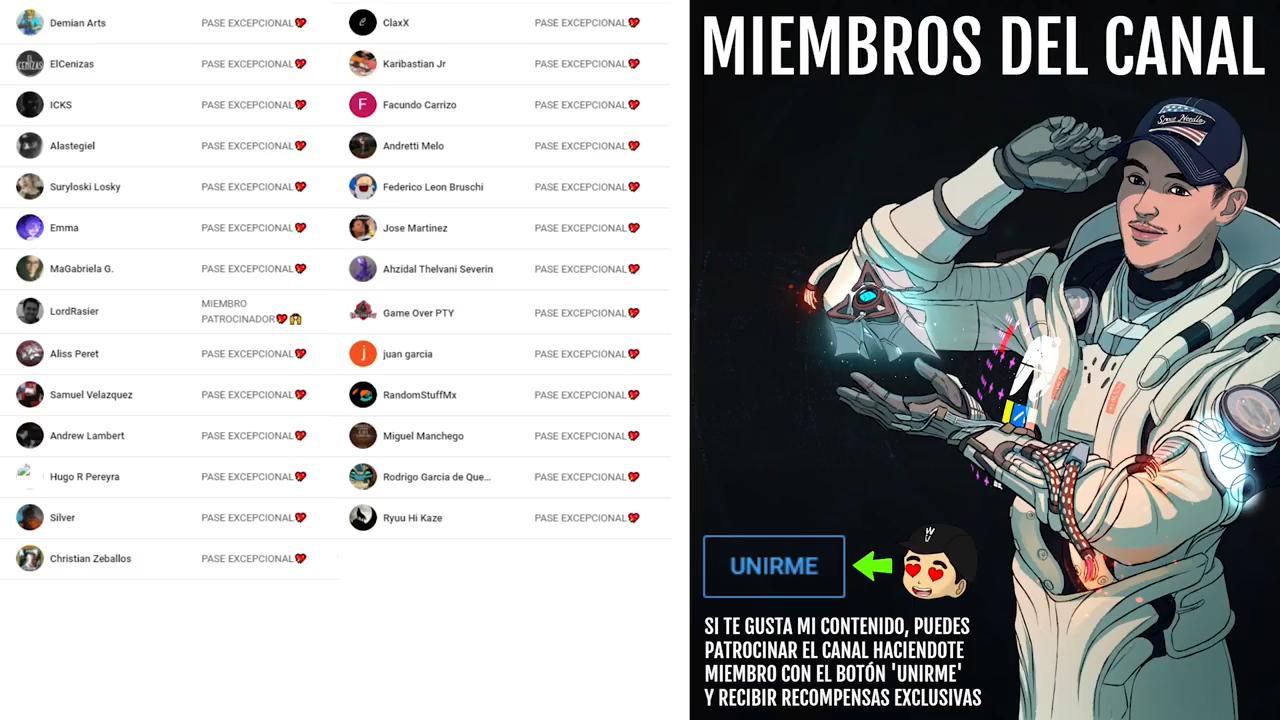 Demian Arts PASE EXCEPCIONAL
ElCenizas PASE EXCEPCIONAL
ICKS PASE EXCEPCIONAL
Alastegiel PASE EXCEPCIONAL
Suryloski Losky PASE EXCEPCIONAL
Emma PASE EXCEPCIONAL
MaGabriela G. PASE EXCEPCIONAL
LordRasier MIEMBRO
PATROCINADOR
Aliss Peret PASE EXCEPCIONAL
Samuel Velazquez PASE EXCEPCIONAL
Andrew Lambert PASE EXCEPCIONAL
Hugo R Pereyra PASE EXCEPCIONAL
Silver PASE EXCEPCIONAL
Christian Zeballos PASE EXCEPCIONAL
ClaxX PASE EXCEPCIONAL
Karibastian Jr PASE EXCEPCIONAL
F Facundo Carrizo PASE EXCEPCIONAL
Andretti Melo PASE EXCEPCIONAL
Federico Leon Bruschi PASE EXCEPCIONAL
Jose Martinez PASE EXCEPCIONAL
Ahzidal Thelvani Severin PASE EXCEPCIONAL
Game Over PTY PASE EXCEPCIONAL
j juan garcia PASE EXCEPCIONAL
RandomStuffMx PASE EXCEPCIONAL
Miguel Manchego PASE EXCEPCIONAL
Rodrigo Garcia de Que... PASE EXCEPCIONAL
Ryuu Hi Kaze PASE EXCEPCIONAL
MIEMBROS DEL CANAL
Space Needle
UNIRME
SI TE GUSTA MI CONTENIDO, PUEDES
PATROCINAR EL CANAL HACIENDOTE
MIEMBRO CON EL BOTÓN 'UNIRME'
Y RECIBIR RECOMPENSAS EXCLUSIVAS